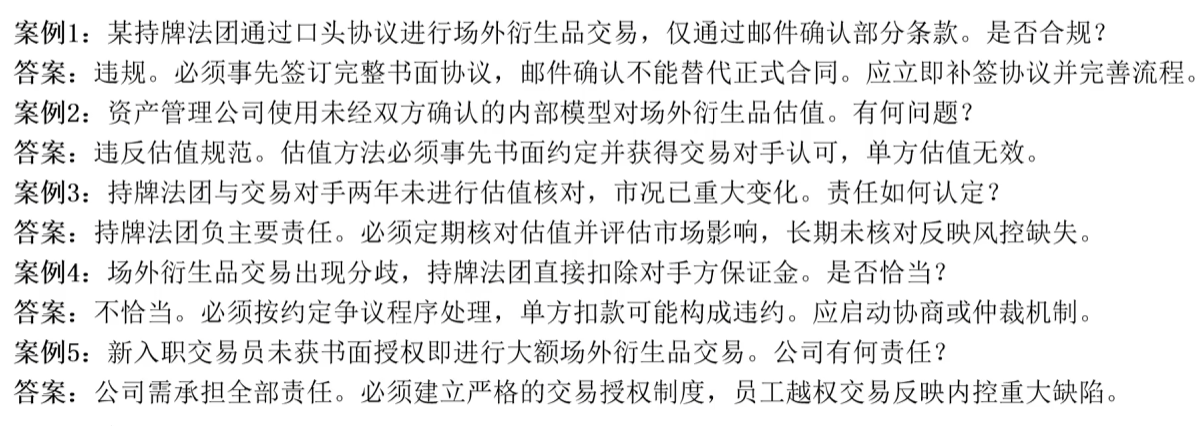 案例1：某持牌法团通过口头协议进行场外衍生品交易，仅通过邮件确认部分条款。是否合规？
答案：违规。必须事先签订完整书面协议，邮件确认不能替代正式合同。应立即补签协议并完善流程。
案例2：资产管理公司使用未经双方确认的内部模型对场外衍生品估值。有何问题？
答案：违反估值规范。估值方法必须事先书面约定并获得交易对手认可，单方估值无效。
案例3：持牌法团与交易对手两年未进行估值核对，市况已重大变化。责任如何认定？
答案：持牌法团负主要责任。必须定期核对估值并评估市场影响，长期未核对反映风控缺失。
案例4：场外衍生品交易出现分歧，持牌法团直接扣除对手方保证金。是否恰当？
答案：不恰当。必须按约定争议程序处理，单方扣款可能构成违约。应启动协商或仲裁机制。
案例5：新入职交易员未获书面授权即进行大额场外衍生品交易。公司有何责任？
答案：公司需承担全部责任。必须建立严格的交易授权制度，员工越权交易反映内控重大缺陷。